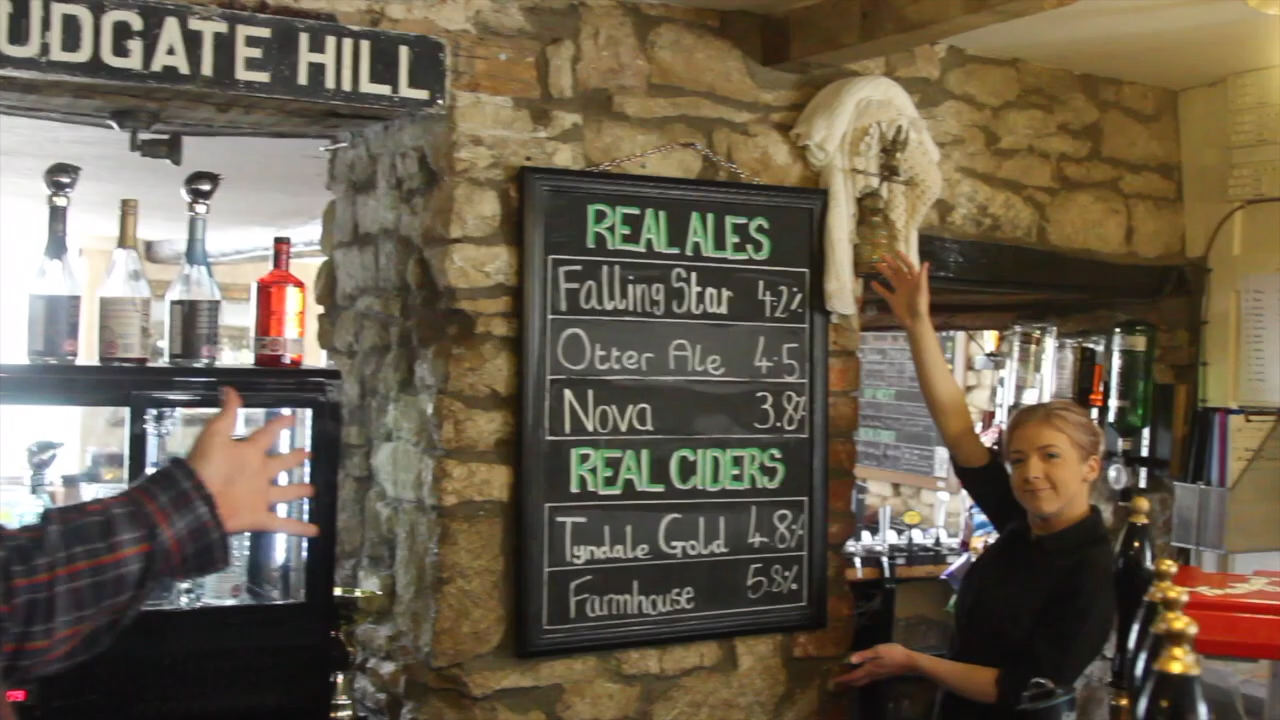 UDGATE HILL
REAL ALES
Falling Star 4.2%
Otter Ale 4.5
Nova 3.8%
REAL CIDERS
Tyndale Gold 4.8%
Farmhouse 5.8%